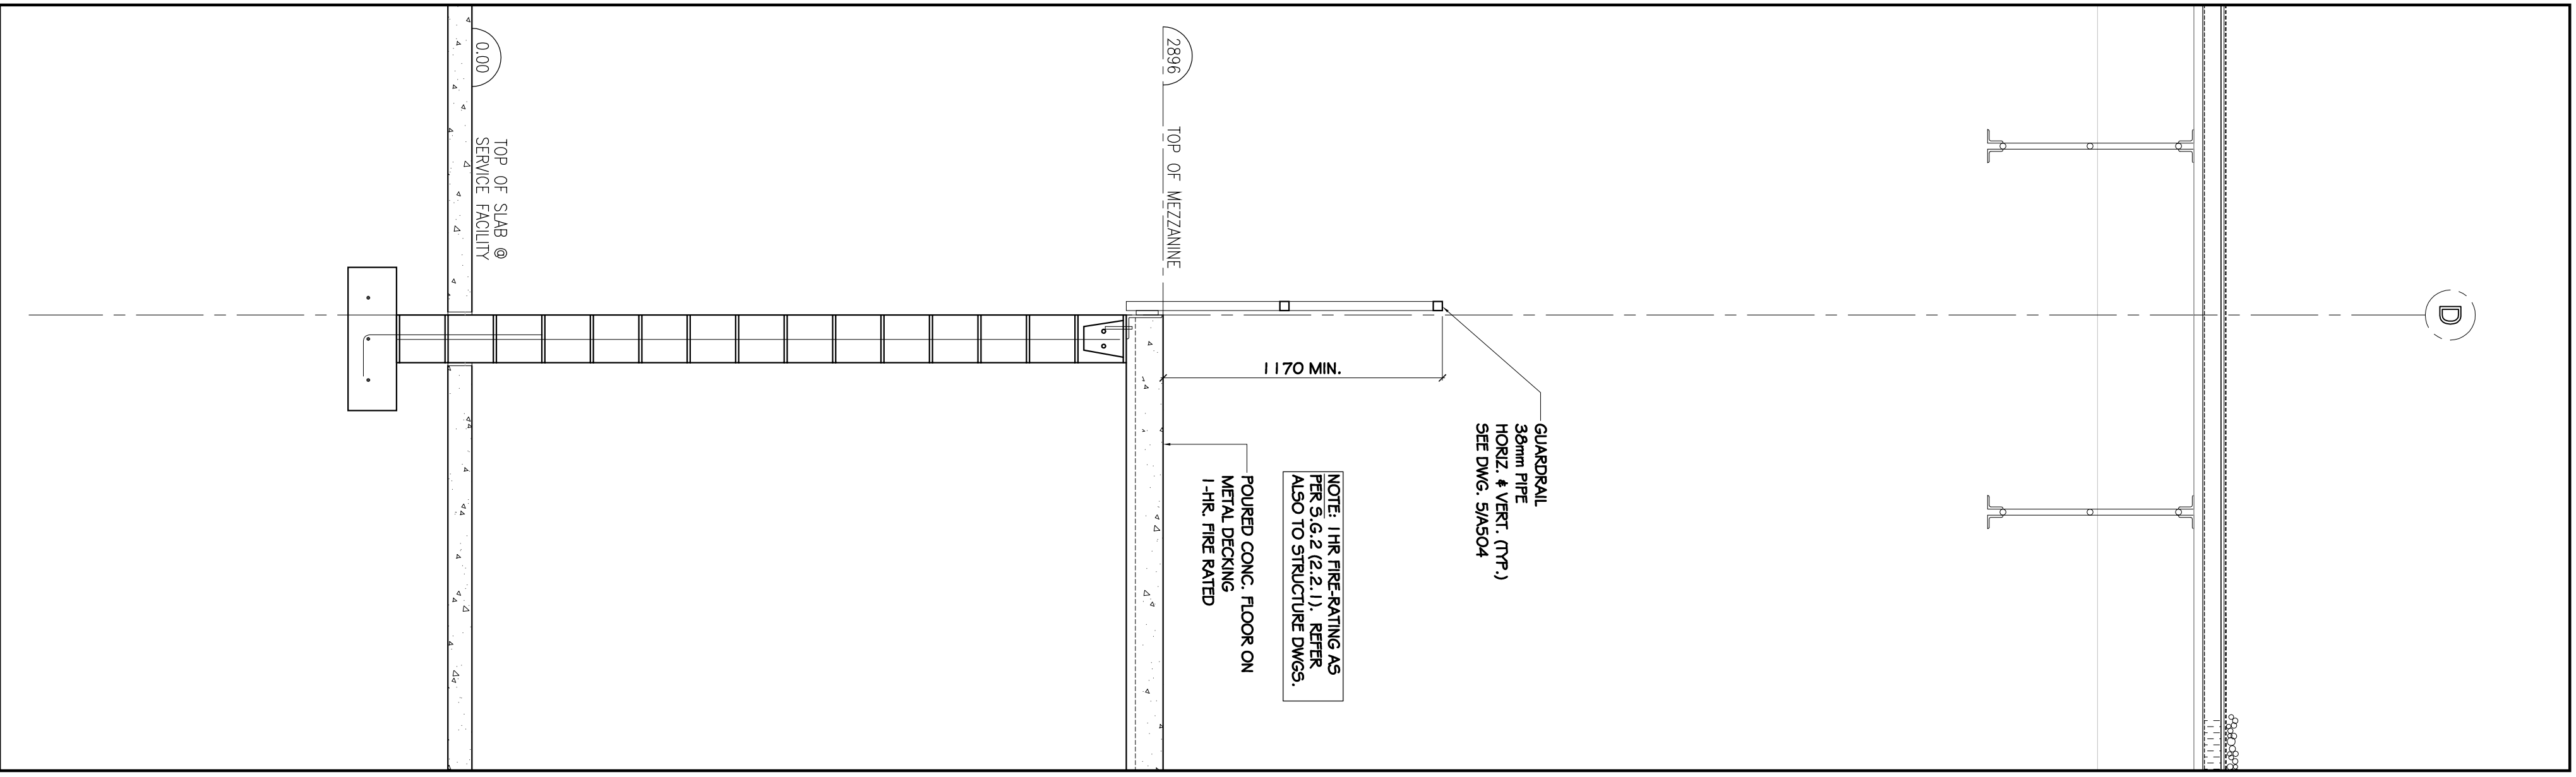 D
GUARDRAIL
38mm PIPE
HORIZ. & VERT. (TYP.)
SEE DWG. 5/A504
1170 MIN.
NOTE: 1 HR FIRE-RATING AS
PER S.G.2 (2.2.1). REFER
ALSO TO STRUCTURE DWGS.
POURED CONC. FLOOR ON
METAL DECKING
1-HR. FIRE RATED
2896
TOP OF MEZZANINE
0.00
TOP OF SLAB @
SERVICE FACILITY